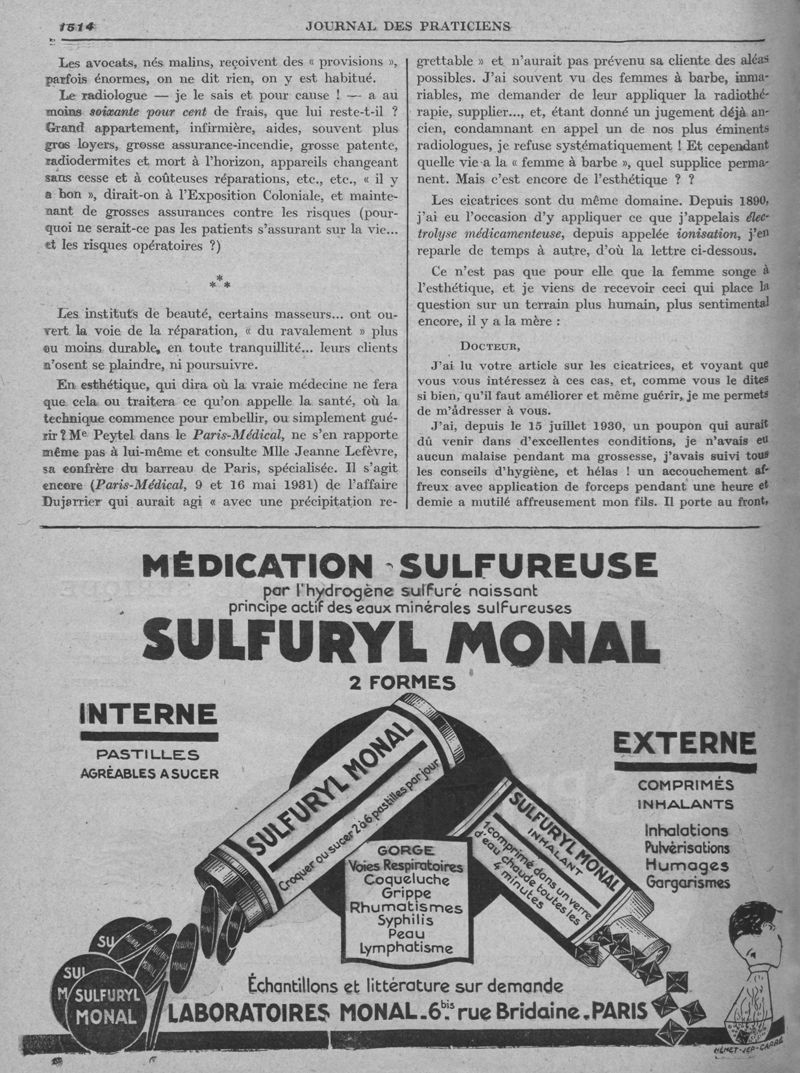 1514
JOURNAL DES PRATICIENS
Les avocats, nés malins, reçoivent des « provisions »,
parfois énormes, on ne dit rien, on y est habitué.
Le radiologue — je le sais et pour cause ! — a au
moins soixante pour cent de frais, que lui reste-t-il ?
Grand appartement, infirmière, aides, souvent plus
gros loyers, grosse assurance-incendie, grosse patente,
radiodermites et mort à l'horizon, appareils changeant
sans cesse et à coûteuses réparations, etc., etc., « il y
a bon », dirait-on à l'Exposition Coloniale, et mainte-
nant de grosses assurances contre les risques (pour-
quoi ne serait-ce pas les patients s'assurant sur la vie...
et les risques opératoires ?)
* * *
Les instituts de beauté, certains masseurs... ont ou-
vert la voie de la réparation, « du ravalement » plus
ou moins durable, en toute tranquillité... leurs clients
n'osent se plaindre, ni poursuivre.
En esthétique, qui dira où la vraie médecine ne fera
que cela ou traitera ce qu'on appelle la santé, où la
technique commence pour embellir, ou simplement gué-
rir ? Me Peytel dans le Paris-Médical, ne s'en rapporte
même pas à lui-même et consulte Mlle Jeanne Lefèvre,
sa confrère du barreau de Paris, spécialisée. Il s'agit
encore (Paris-Médical, 9 et 16 mai 1931) de l'affaire
Dujarrier qui aurait agi « avec une précipitation re-
grettable » et n'aurait pas prévenu sa cliente des aléas
possibles. J'ai souvent vu des femmes à barbe, inma-
riables, me demander de leur appliquer la radiothé-
rapie, supplier..., et, étant donné un jugement déjà an-
cien, condamnant en appel un de nos plus éminents
radiologues, je refuse systématiquement ! Et cependant
quelle vie a la « femme à barbe », quel supplice perma-
nent. Mais c'est encore de l'esthétique ? ?
Les cicatrices sont du même domaine. Depuis 1890,
j'ai eu l'occasion d'y appliquer ce que j'appelais élec-
trolyse médicamenteuse, depuis appelée ionisation, j'en
reparle de temps à autre, d'où la lettre ci-dessous.
Ce n'est pas que pour elle que la femme songe à
l'esthétique, et je viens de recevoir ceci qui place la
question sur un terrain plus humain, plus sentimental
encore, il y a la mère :
DOCTEUR,
J'ai lu votre article sur les cicatrices, et voyant que
vous vous intéressez à ces cas, et, comme vous le dites
si bien, qu'il faut améliorer et même guérir, je me permets
de m'àdresser à vous.
J'ai, depuis le 15 juillet 1930, un poupon qui aurait
dû venir dans d'excellentes conditions, je n'avais eu
aucun malaise pendant ma grossesse, j'avais suivi tous
les conseils d'hygiène, et hélas ! un accouchement af-
freux avec application de forceps pendant une heure et
demie a mutilé affreusement mon fils. Il porte au front,
MÉDICATION SULFUREUSE
par l'hydrogène sulfuré naissant
principe actif des eaux minérales sulfureuses
SULFURYL MONAL
2 FORMES
INTERNE
PASTILLES
AGRÉABLES A SUCER
EXTERNE
COMPRIMÉS
INHALANTS
Inhalations
Pulvérisations
Humages
Gargarismes
SULFURYL MONAL
Croquer ou sucer 2 à 6 pastilles par jour
SULFURYL MONAL
INHALANT
1 comprimé dans un verre
d'eau chaude toutes les
4 minutes
GORGE
Voies Respiratoires
Coqueluche
Grippe
Rhumatismes
Syphilis
Peau
Lymphatisme
SU
SUL
M
SULFURYL
MONAL
Échantillons et littérature sur demande
LABORATOIRES MONAL_6bis rue Bridaine_PARIS